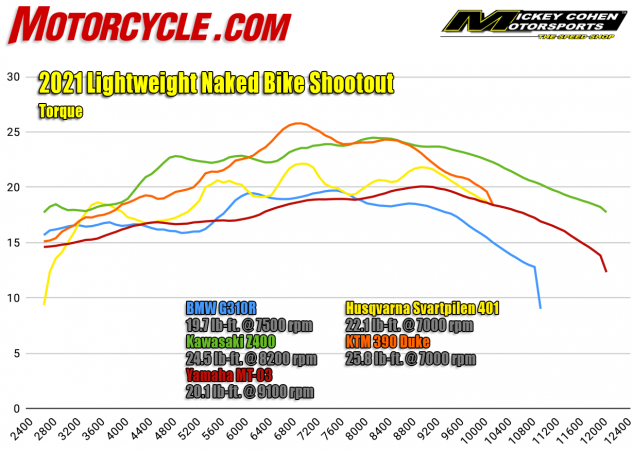 MOTORCYCLE.COM
MICKEY COHEN
MOTORSPORTS
THE SPEED SHOP
2021 Lightweight Naked Bike Shootout
Torque
30
25
20
15
10
5
0
BMW G310R
19.7 lb-ft. @ 7500 rpm
Kawasaki Z400
24.5 lb-ft. @ 8200 rpm
Yamaha MT-03
20.1 lb-ft. @ 9100 rpm
Husqvarna Svartpilen 401
22.1 lb-ft. @ 7000 rpm
KTM 390 Duke
25.8 lb-ft. @ 7000 rpm
2400 2800 3200 3600 4000 4400 4800 5200 5600 6000 6400 6800 7200 7600 8000 8400 8800 9200 9600 10000 10400 10800 11200 11600 12000 12400